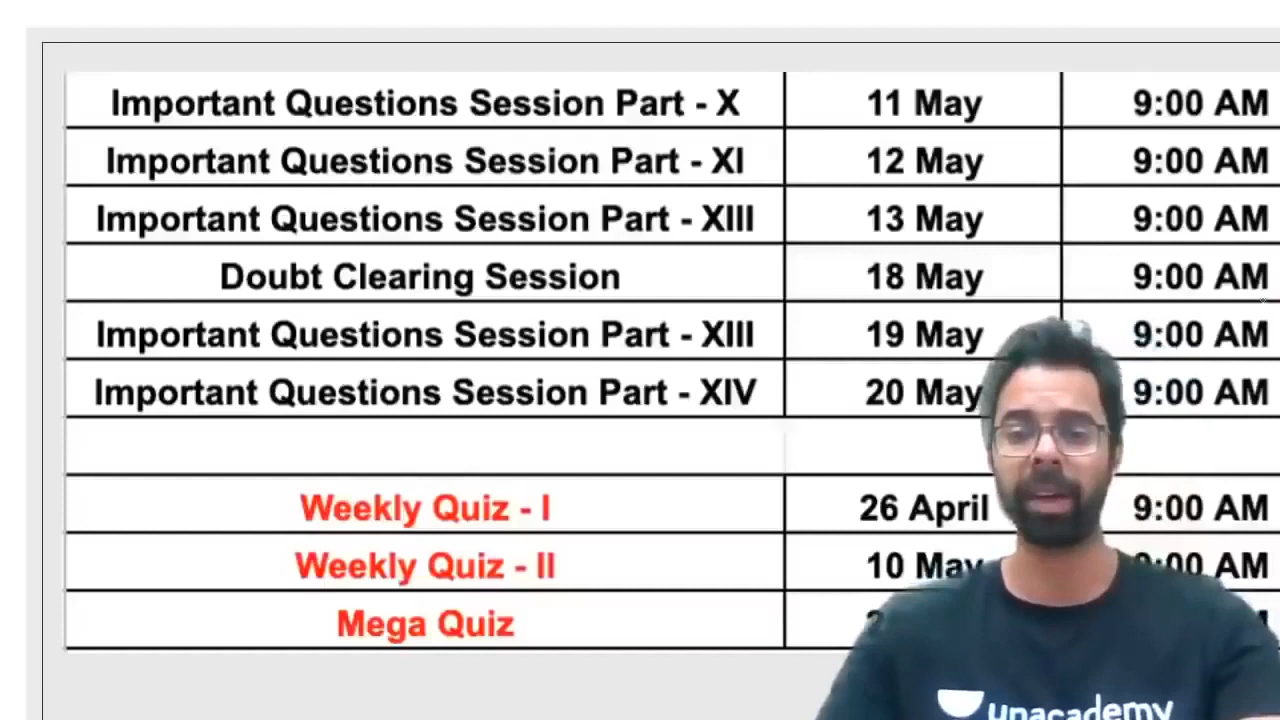 Important Questions Session Part - X 11 May 9:00 AM
Important Questions Session Part - XI 12 May 9:00 AM
Important Questions Session Part - XIII 13 May 9:00 AM
Doubt Clearing Session 18 May 9:00 AM
Important Questions Session Part - XIII 19 May 9:00 AM
Important Questions Session Part - XIV 20 May 9:00 AM
Weekly Quiz - I 26 April 9:00 AM
Weekly Quiz - II 10 May 9:00 AM
Mega Quiz
unacademy